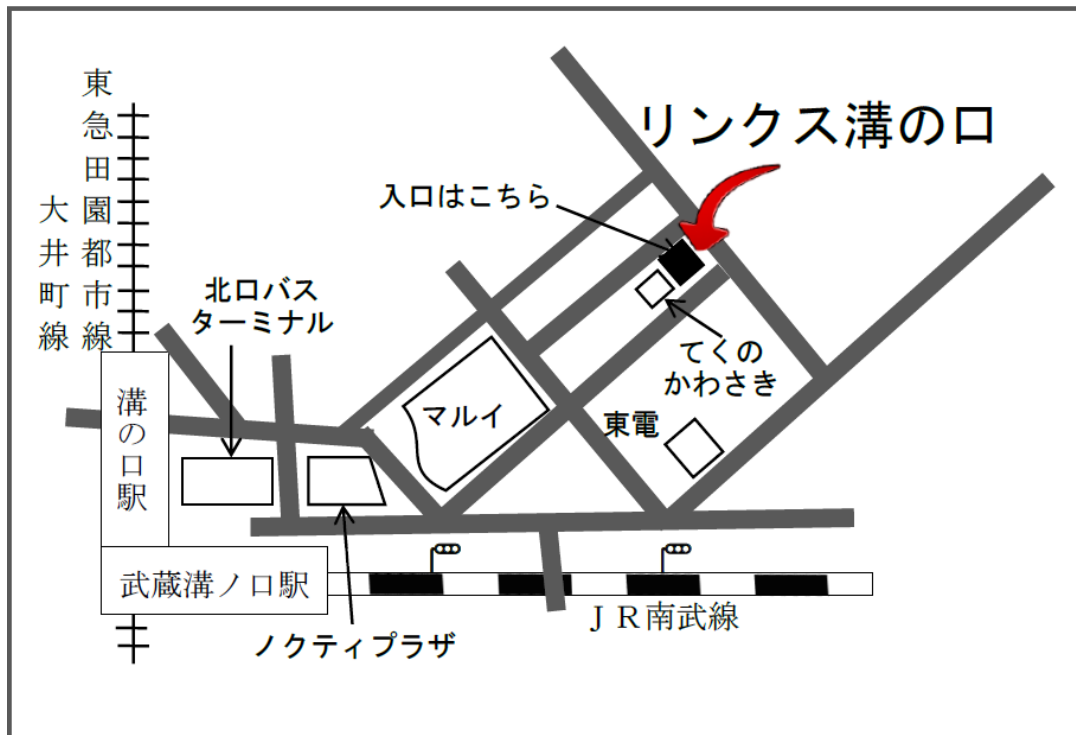 東急田園都市線
大井町線
リンクス溝の口
入口はこちら
北口バス
ターミナル
てくの
かわさき
マルイ
東電
溝の口駅
武蔵溝ノ口駅
ＪＲ南武線
ノクティプラザ